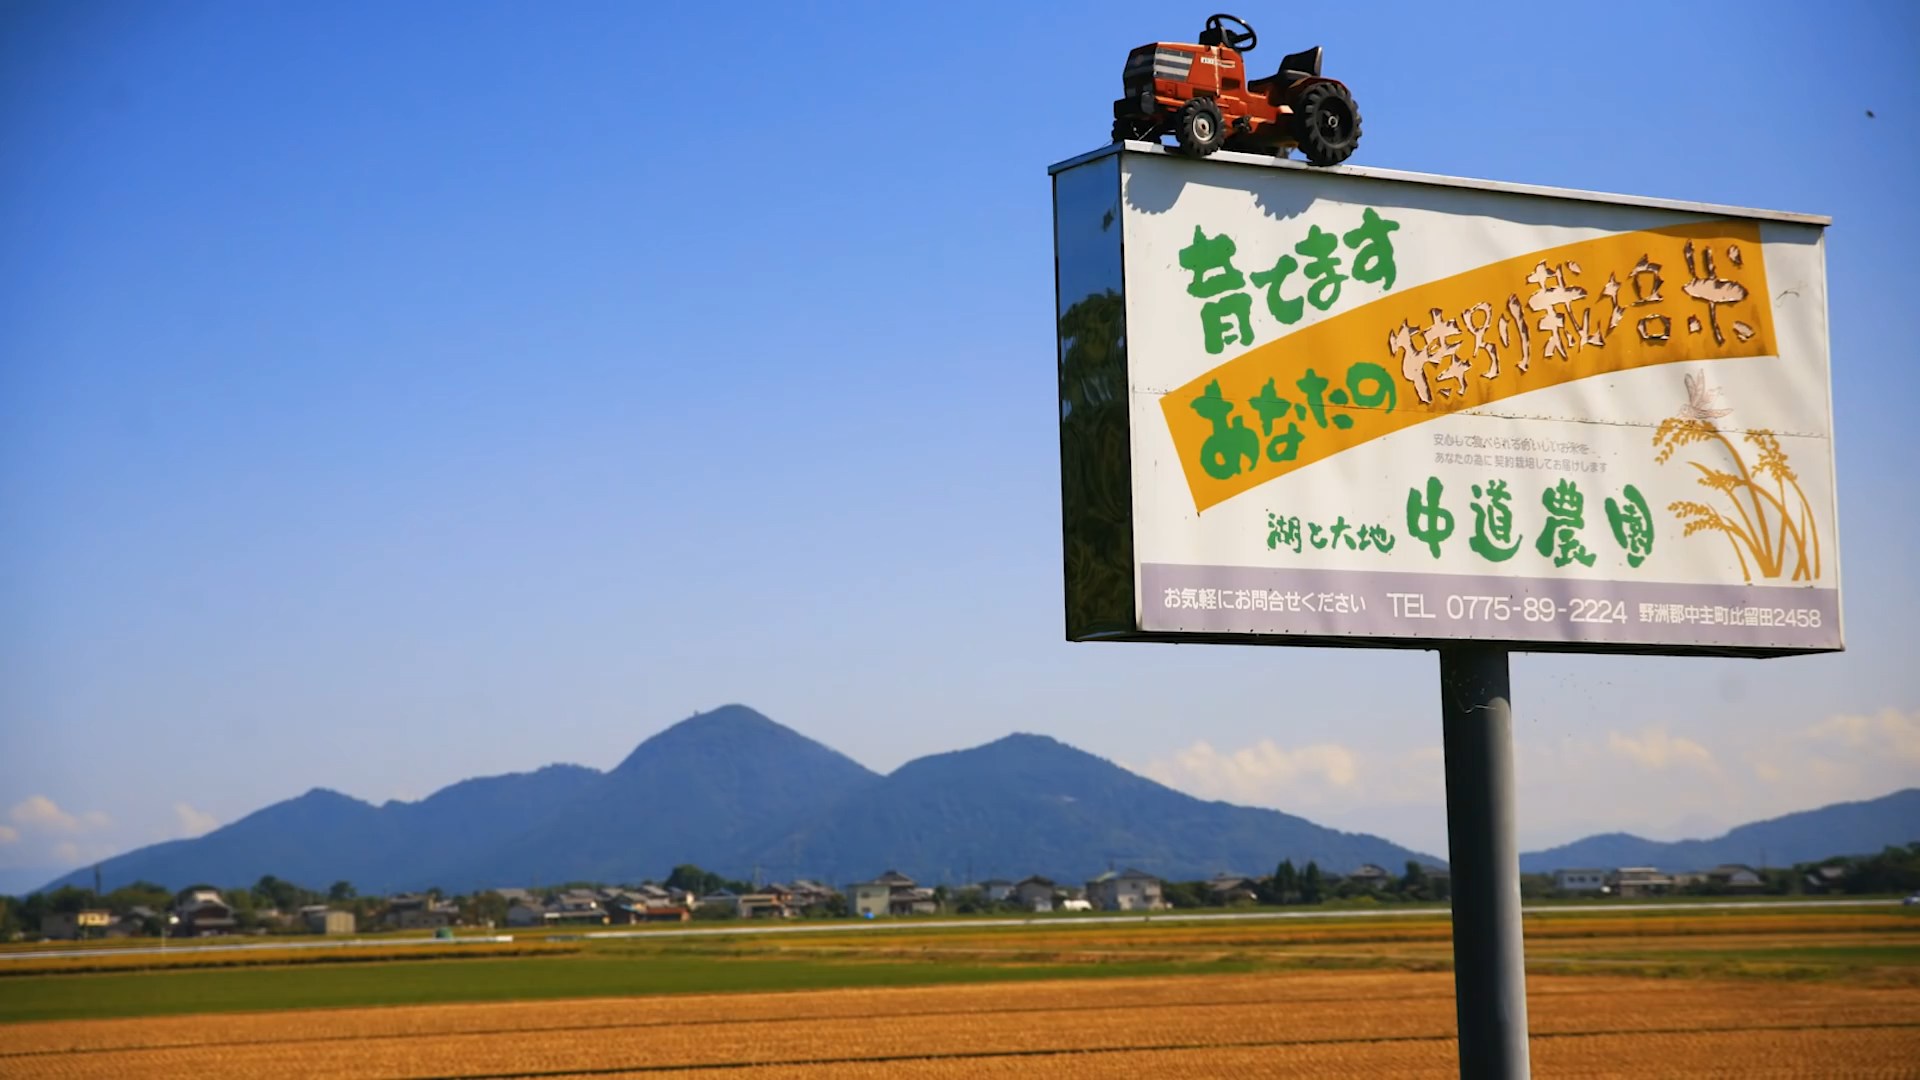 育てます
あなたの特別栽培米
安心して食べられるおいしいお米を
あなたの為に契約栽培してお届けします
湖と大地 中道農園
お気軽にお問合せください TEL 0775-89-2224 野洲郡中主町比留田2458